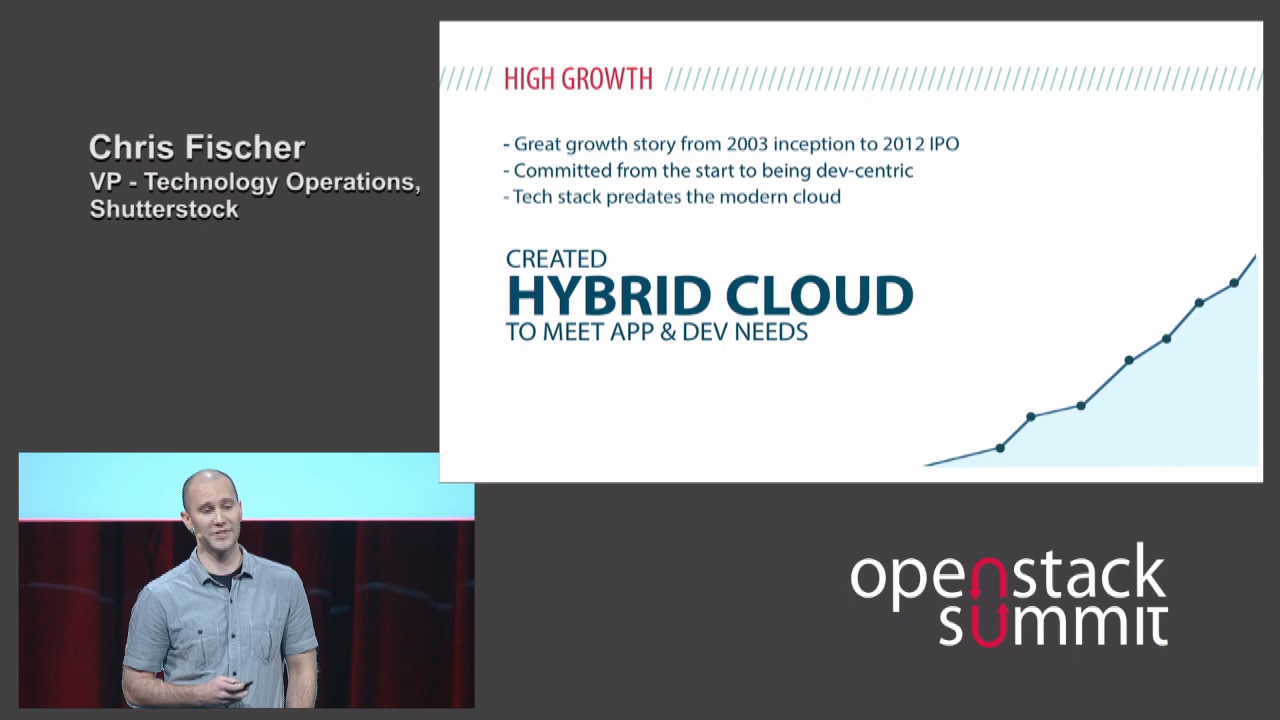 Chris Fischer
VP - Technology Operations,
Shutterstock
HIGH GROWTH
- Great growth story from 2003 inception to 2012 IPO
- Committed from the start to being dev-centric
- Tech stack predates the modern cloud
CREATED
HYBRID CLOUD
TO MEET APP & DEV NEEDS
openstack
summit